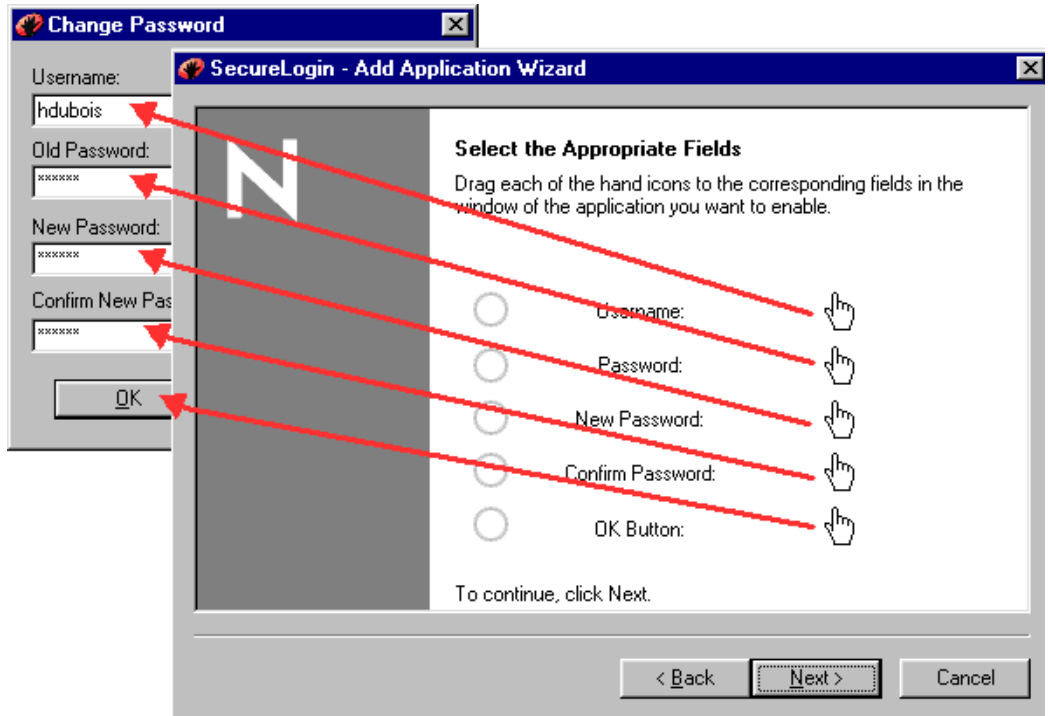 Change Password
Username:
hdubois
Old Password:
××××××
New Password:
××××××
Confirm New Pas
××××××
OK
SecureLogin - Add Application Wizard
N
Select the Appropriate Fields
Drag each of the hand icons to the corresponding fields in the
window of the application you want to enable.
Username:
Password:
New Password:
Confirm Password:
OK Button:
To continue, click Next.
< Back
Next >
Cancel